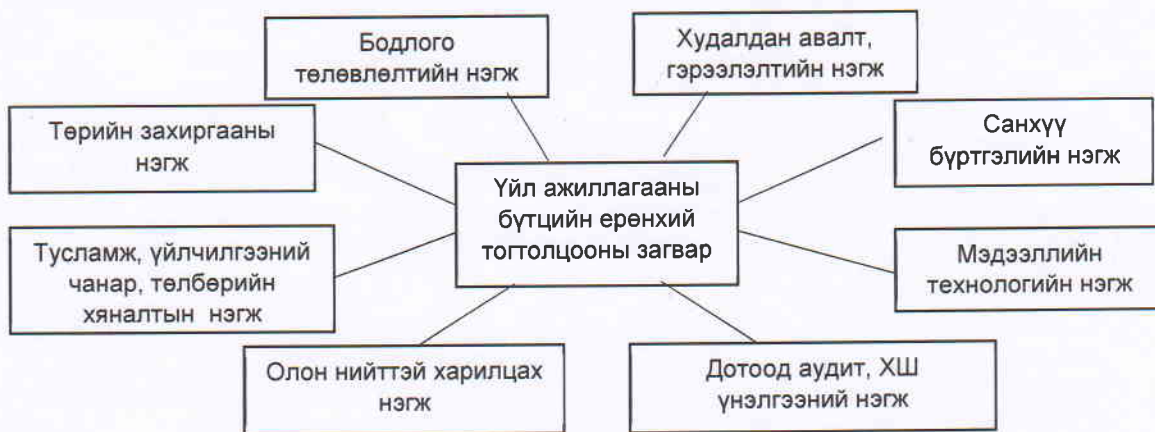 Бодлого
төлөвлөлтийн нэгж
Худалдан авалт,
гэрээлэлтийн нэгж
Төрийн захиргааны
нэгж
Санхүү
бүртгэлийн нэгж
Үйл ажиллагааны
бүтцийн ерөнхий
тогтолцооны загвар
Тусламж, үйлчилгээний
чанар, төлбөрийн
хяналтын нэгж
Мэдээллийн
технологийн нэгж
Олон нийттэй харилцах
нэгж
Дотоод аудит, ХШ
үнэлгээний нэгж